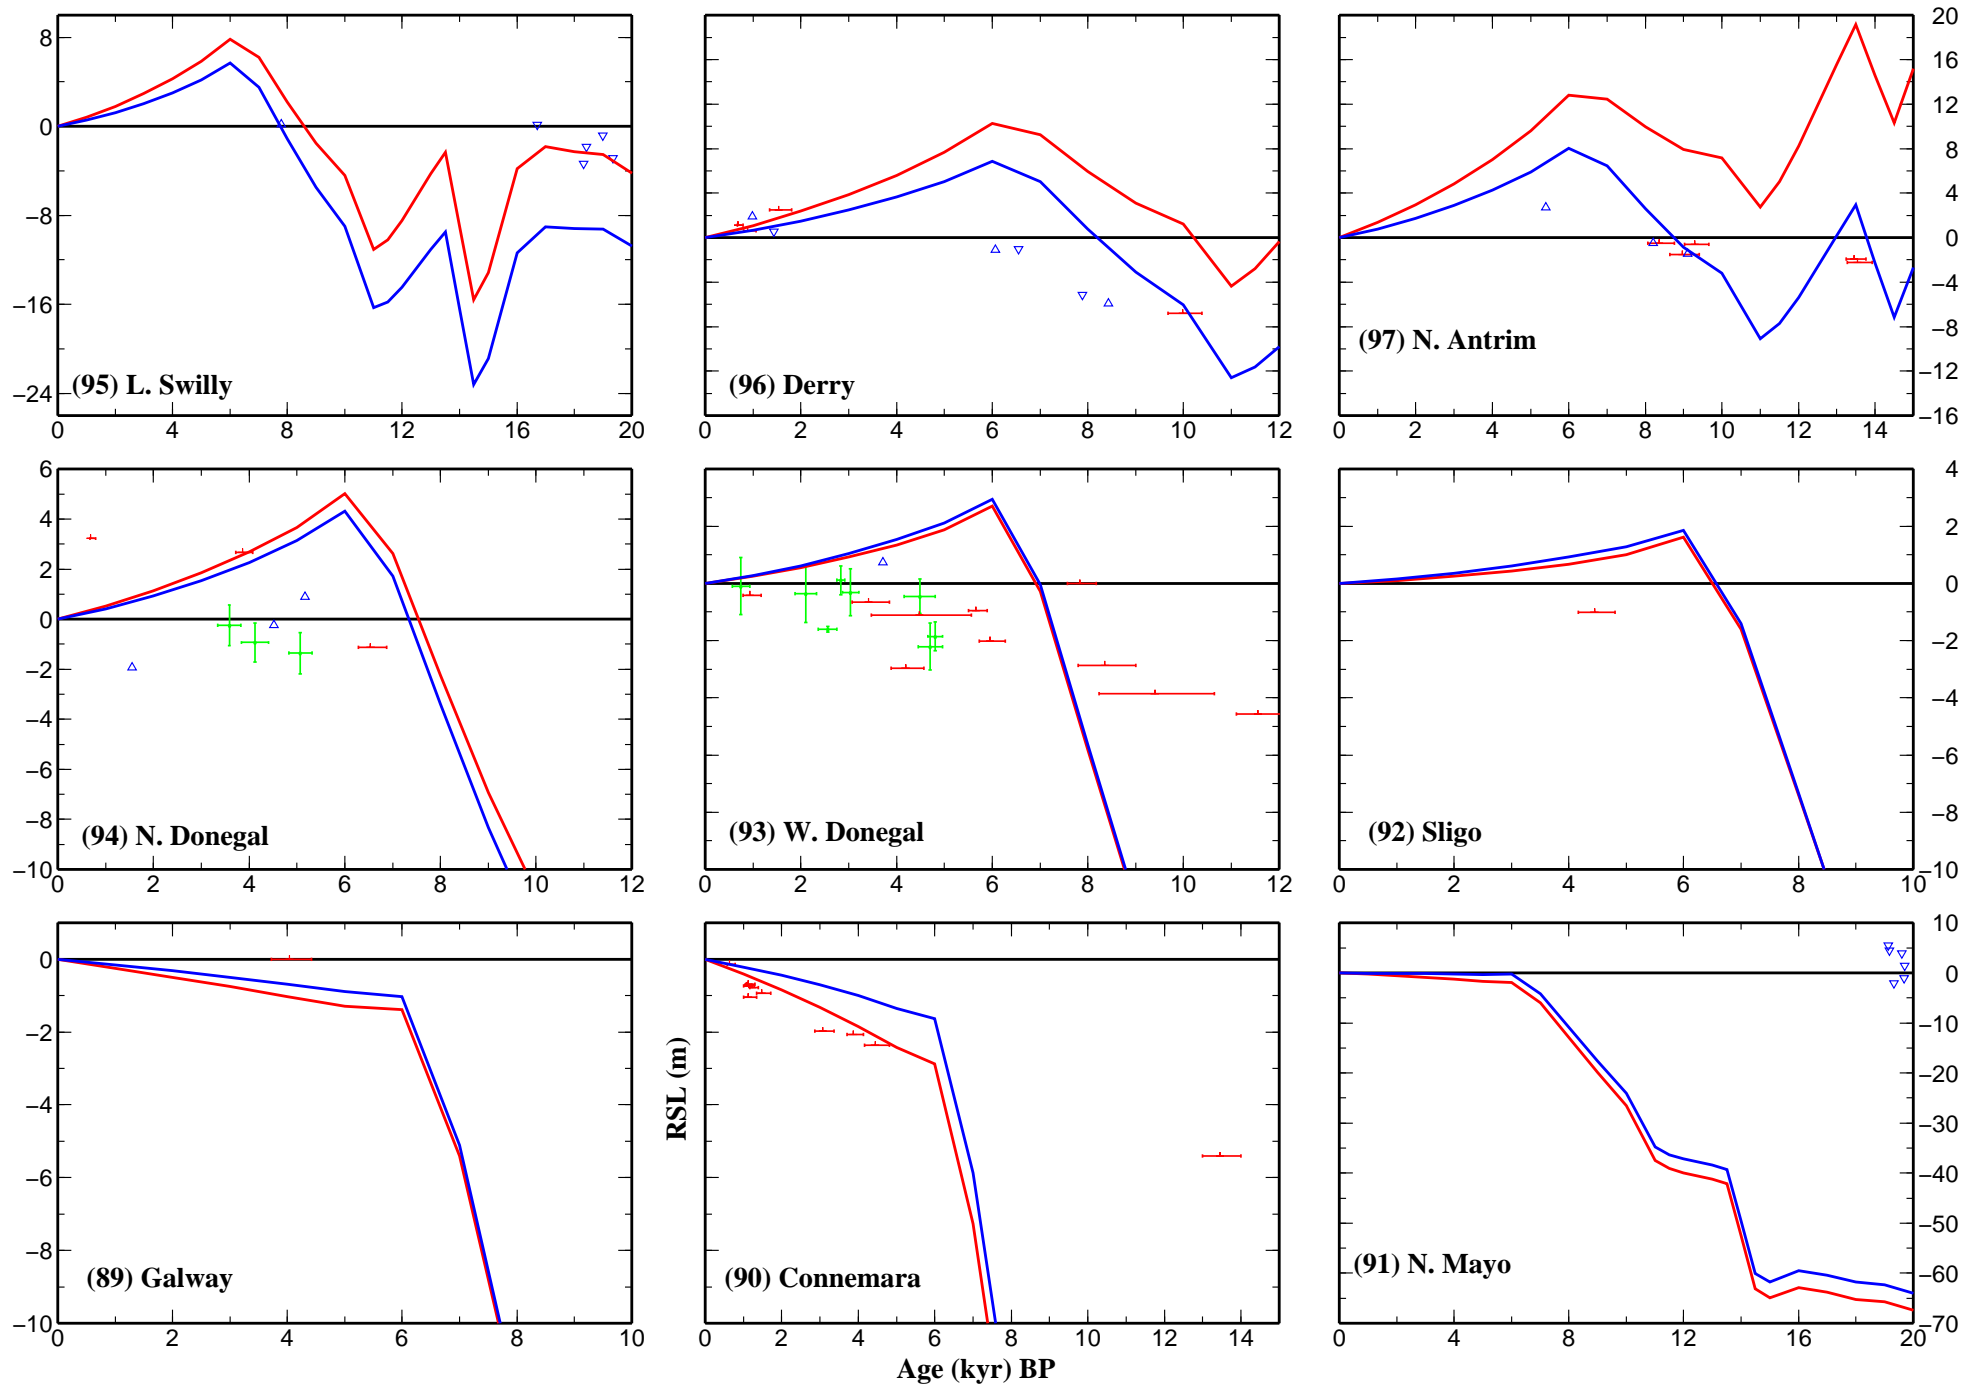 8
0
−8
−16
−24
0 4 8 12 16 20
(95) L. Swilly
0 2 4 6 8 10 12
(96) Derry
20
16
12
8
4
0
−4
−8
−12
−16
0 2 4 6 8 10 12 14
(97) N. Antrim
6
4
2
0
−2
−4
−6
−8
−10
0 2 4 6 8 10 12
(94) N. Donegal
0 2 4 6 8 10 12
(93) W. Donegal
4
2
0
−2
−4
−6
−8
−10
0 2 4 6 8 10
(92) Sligo
0
−2
−4
−6
−8
−10
0 2 4 6 8 10
(89) Galway
RSL (m)
0 2 4 6 8 10 12 14
(90) Connemara
Age (kyr) BP
10
0
−10
−20
−30
−40
−50
−60
−70
0 4 8 12 16 20
(91) N. Mayo